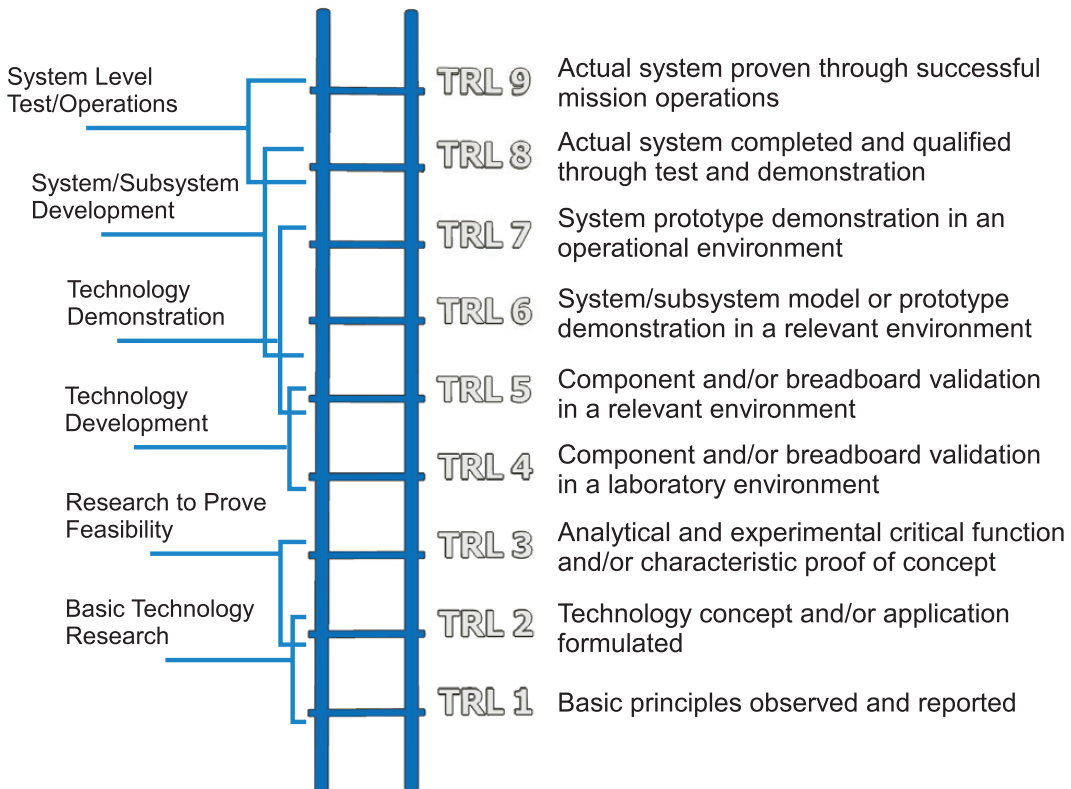 System Level
Test/Operations
System/Subsystem
Development
Technology
Demonstration
Technology
Development
Research to Prove
Feasibility
Basic Technology
Research
TRL 9
Actual system proven through successful
mission operations
TRL 8
Actual system completed and qualified
through test and demonstration
TRL 7
System prototype demonstration in an
operational environment
TRL 6
System/subsystem model or prototype
demonstration in a relevant environment
TRL 5
Component and/or breadboard validation
in a relevant environment
TRL 4
Component and/or breadboard validation
in a laboratory environment
TRL 3
Analytical and experimental critical function
and/or characteristic proof of concept
TRL 2
Technology concept and/or application
formulated
TRL 1
Basic principles observed and reported